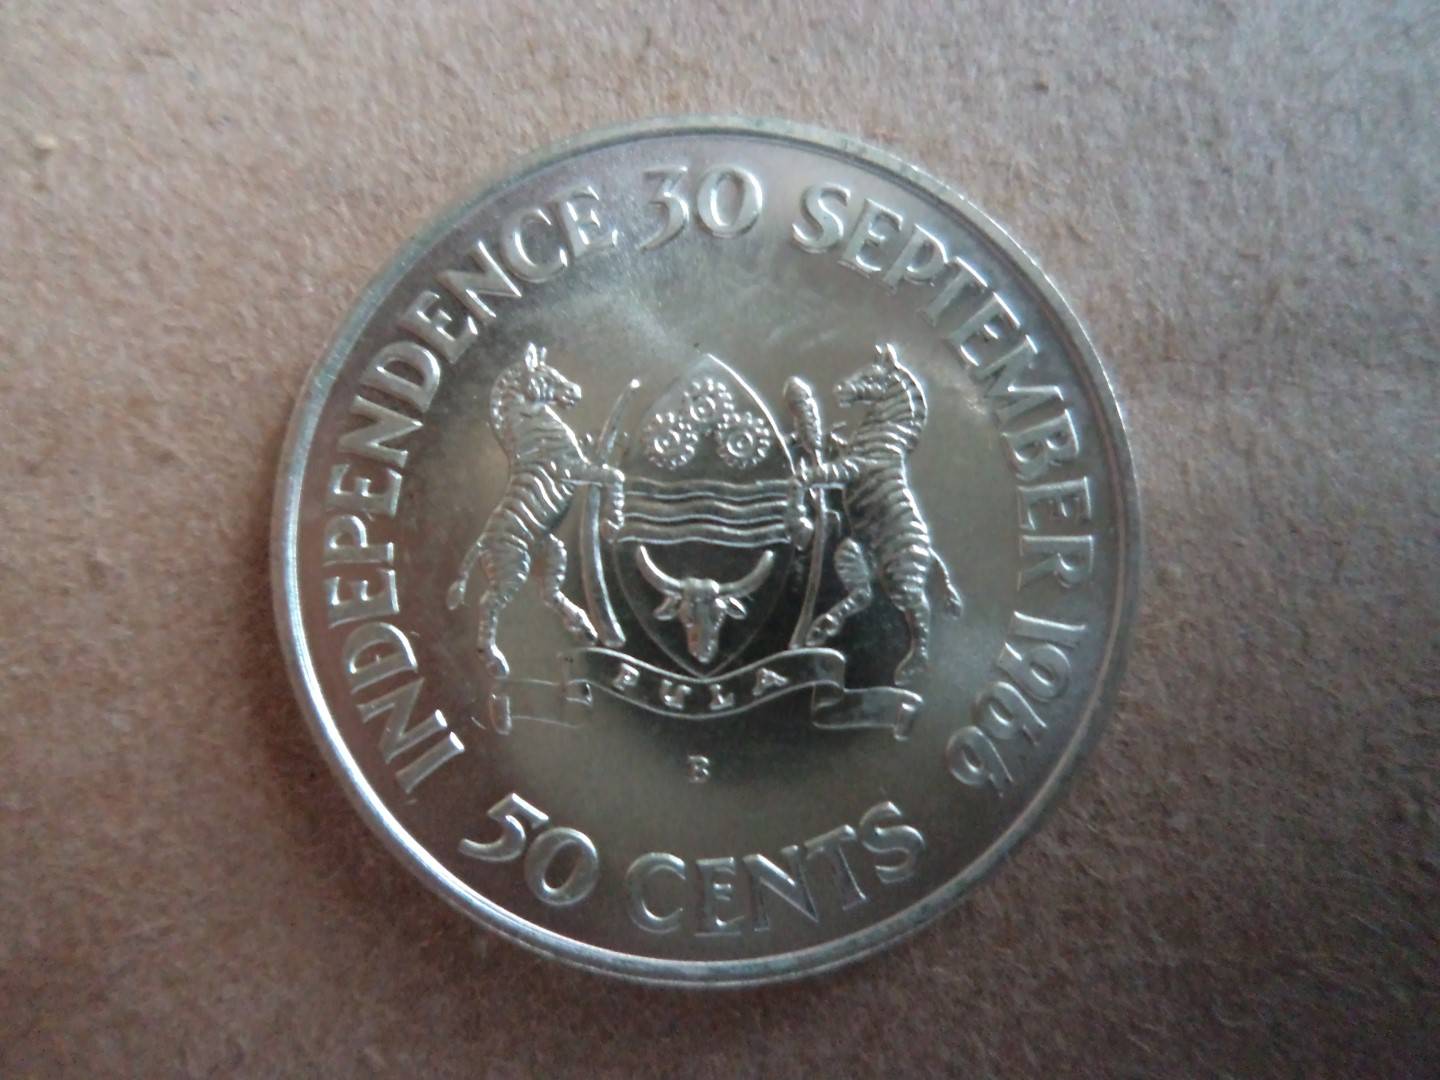 INDEPENDENCE 30 SEPTEMBER 1966
PULA
B
50 CENTS